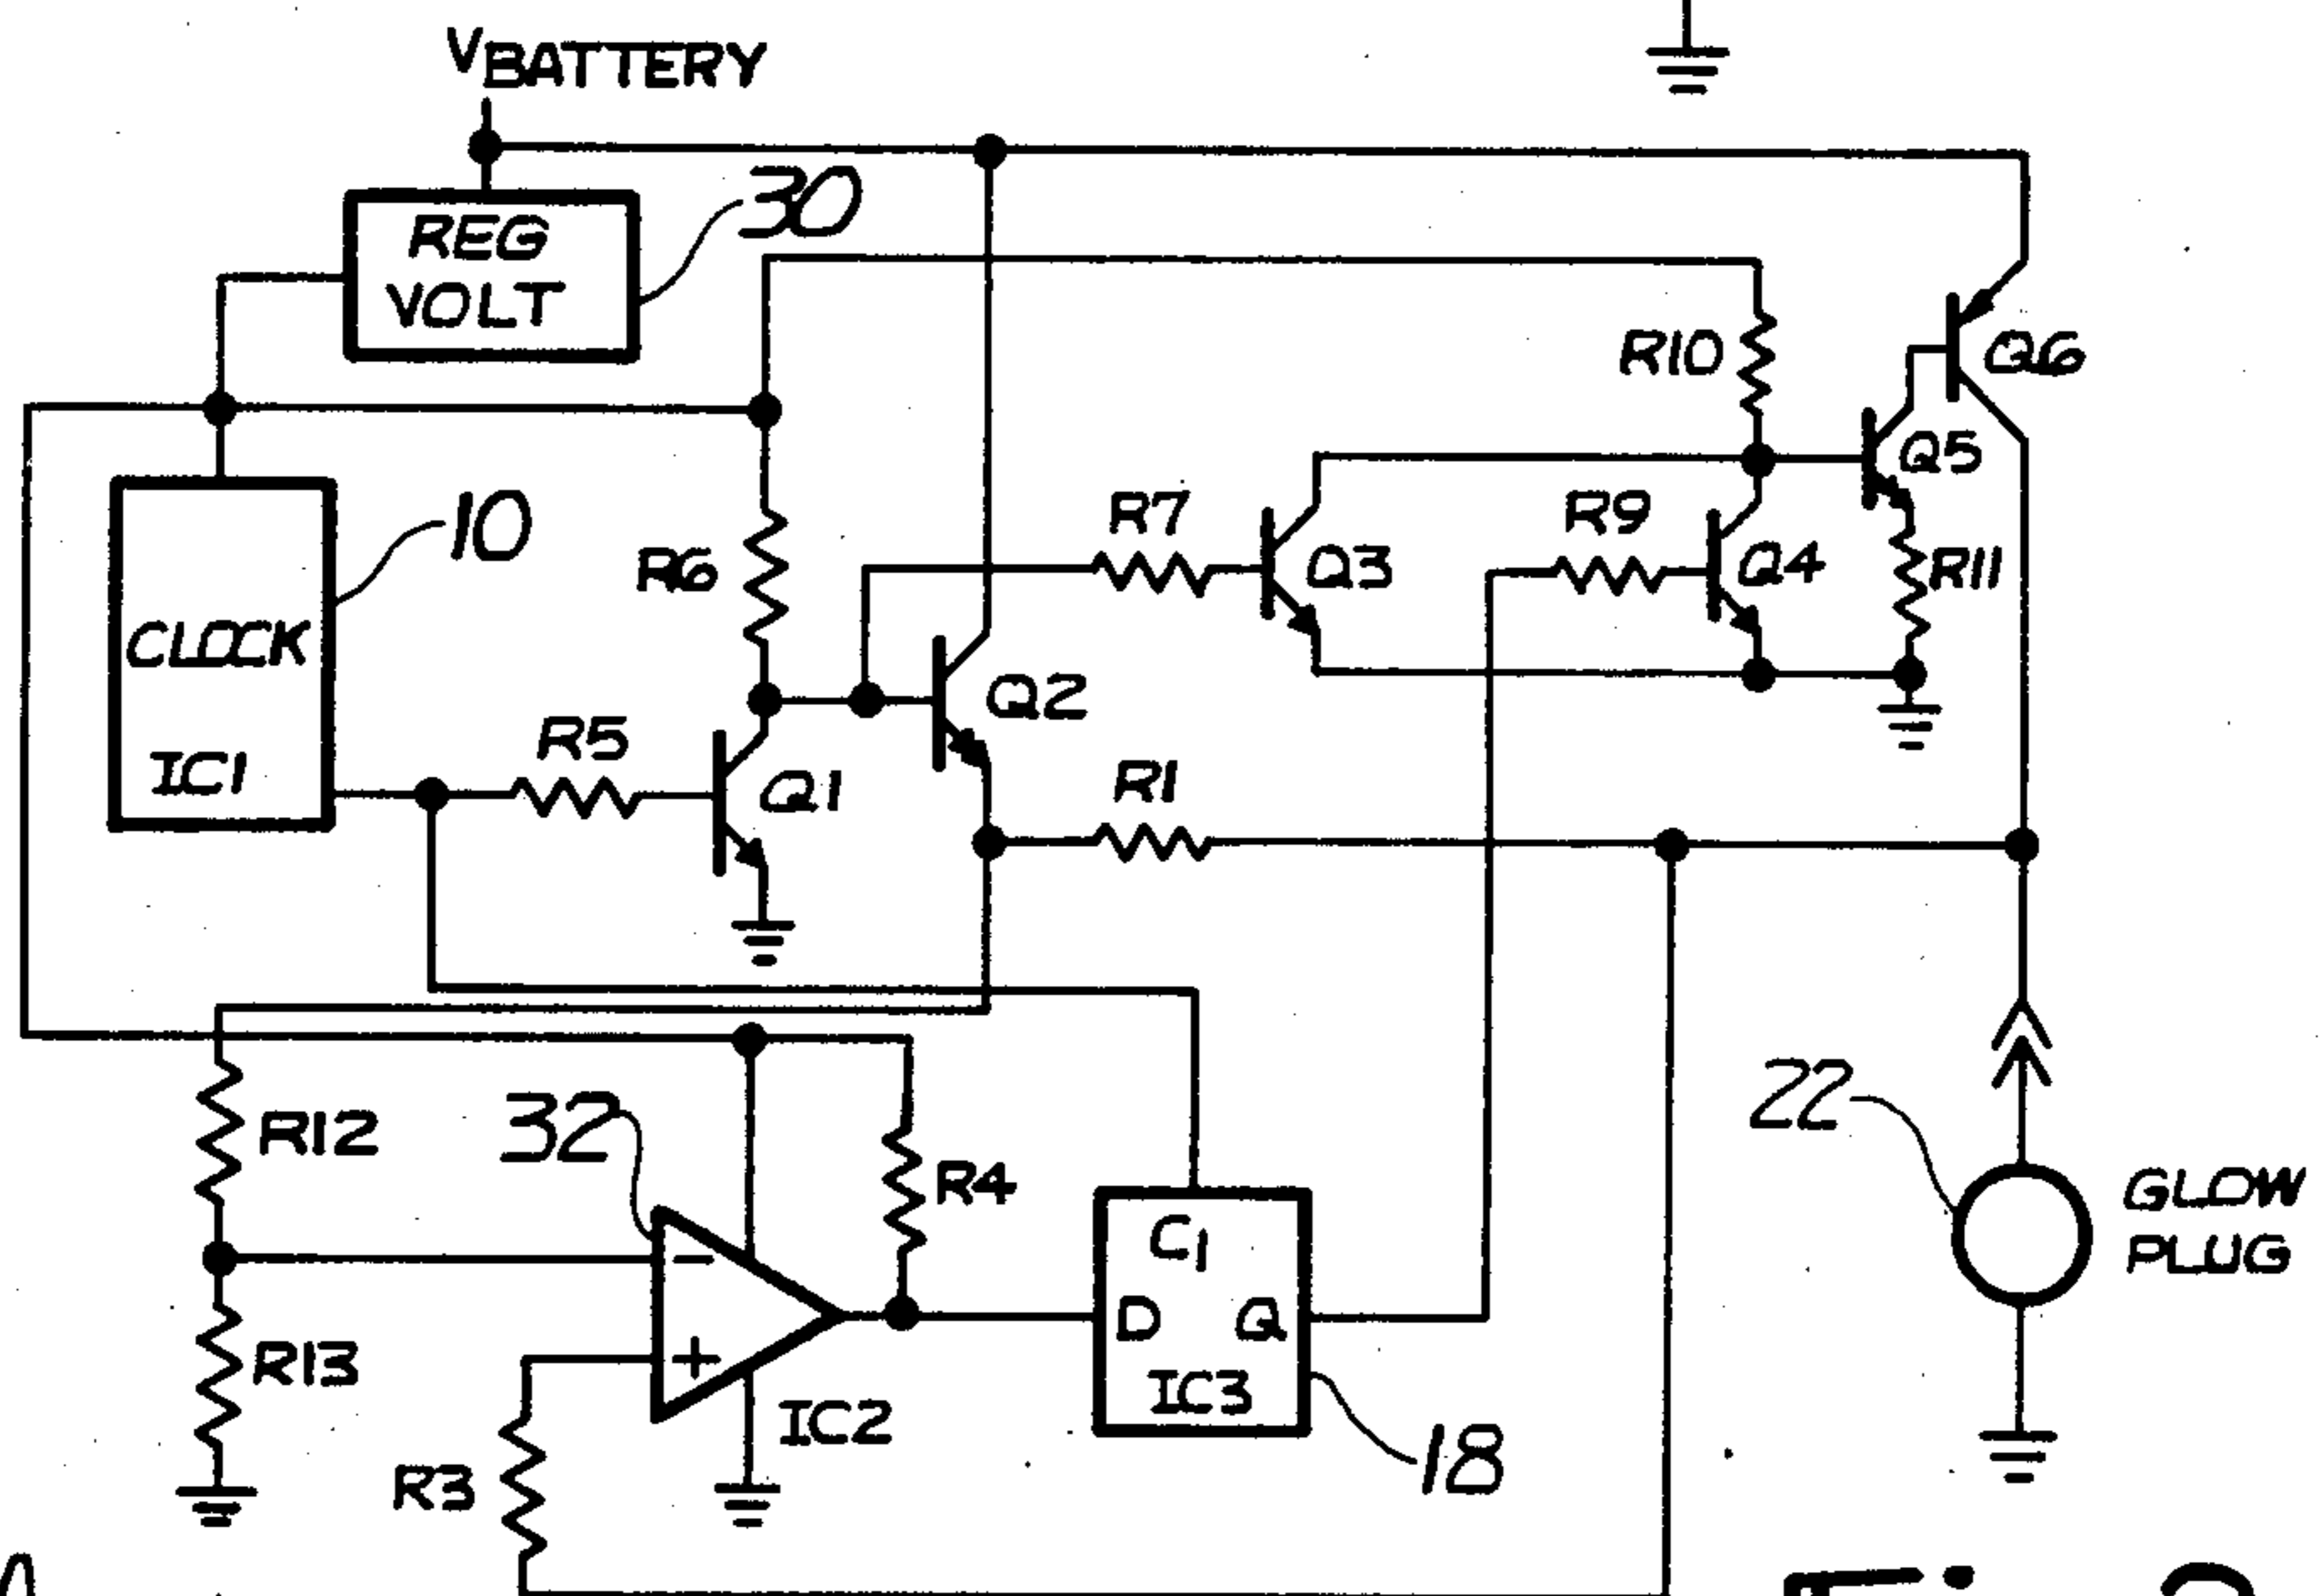 VBATTERY
REG
VOLT
30
R10
Q6
Q5
10
R7
R9
R6
Q3
Q4
R11
CLOCK
Q2
R5
R1
IC1
Q1
22
32
R12
R4
GLOW
PLUG
C1
D
Q
−
+
R13
IC3
IC2
R3
18